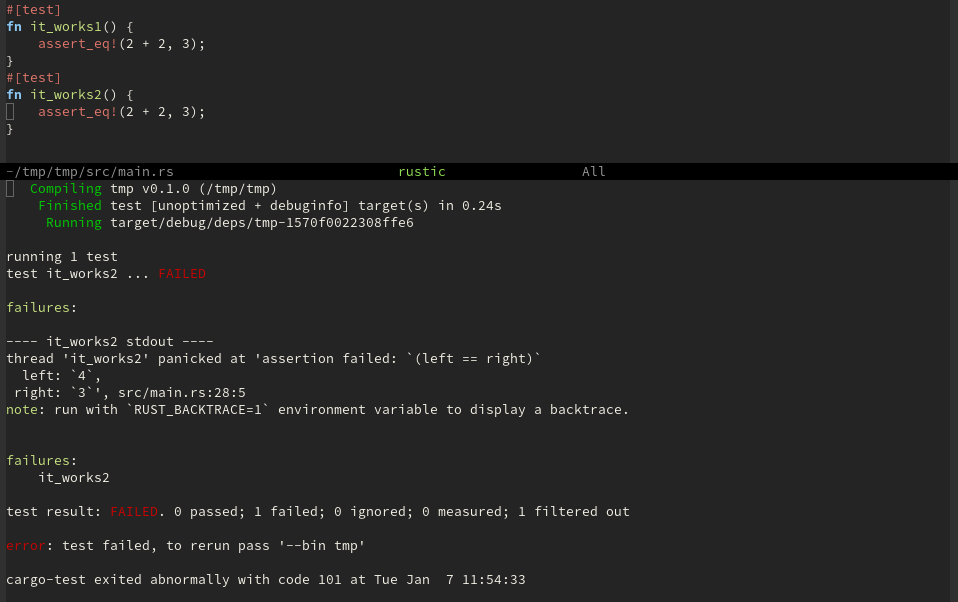 #[test]
fn it_works1() {
    assert_eq!(2 + 2, 3);
}
#[test]
fn it_works2() {
    assert_eq!(2 + 2, 3);
}
~/tmp/tmp/src/main.rs rustic All
   Compiling tmp v0.1.0 (/tmp/tmp)
    Finished test [unoptimized + debuginfo] target(s) in 0.24s
     Running target/debug/deps/tmp-1570f0022308ffe6
running 1 test
test it_works2 ... FAILED
failures:
---- it_works2 stdout ----
thread 'it_works2' panicked at 'assertion failed: `(left == right)`
  left: `4`,
 right: `3`', src/main.rs:28:5
note: run with `RUST_BACKTRACE=1` environment variable to display a backtrace.
failures:
    it_works2
test result: FAILED. 0 passed; 1 failed; 0 ignored; 0 measured; 1 filtered out
error: test failed, to rerun pass '--bin tmp'
cargo-test exited abnormally with code 101 at Tue Jan  7 11:54:33